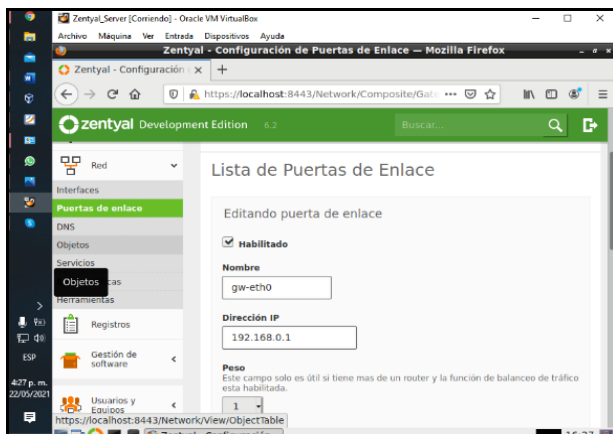 Zentyal_Server [Corriendo] - Oracle VM VirtualBox
Archivo Máquina Ver Entrada Dispositivos Ayuda
Zentyal - Configuración de Puertas de Enlace — Mozilla Firefox
Zentyal - Configuración
https://localhost:8443/Network/Composite/Gat
zentyal Development Edition 6.2
Buscar...
Red
Interfaces
Puertas de enlace
DNS
Objetos
Servicios
Objetos
cas
Herramientas
Registros
Gestión de
software
Usuarios y
Equipos
https://localhost:8443/Network/View/ObjectTable
Lista de Puertas de Enlace
Editando puerta de enlace
Habilitado
Nombre
gw-eth0
Dirección IP
192.168.0.1
Peso
Este campo solo es útil si tiene mas de un router y la función de balanceo de tráfico
esta habilitada.
1
ESP
4:27 p. m.
22/05/2021
16:27